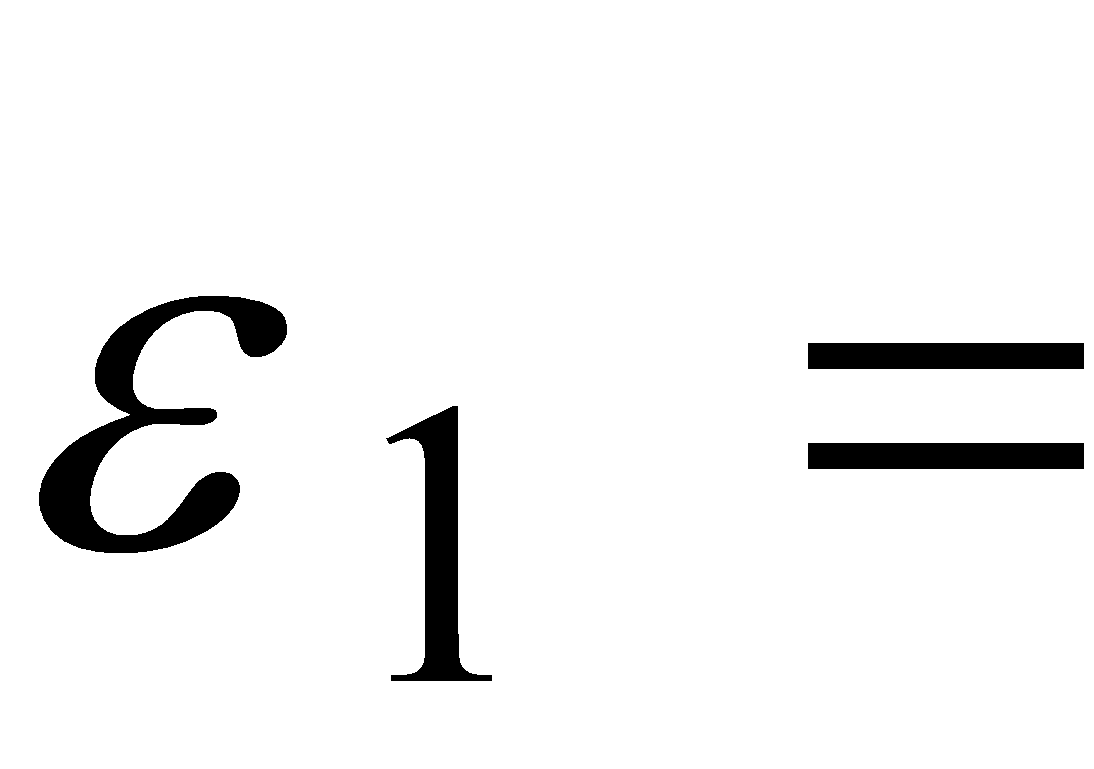 ε₁ =